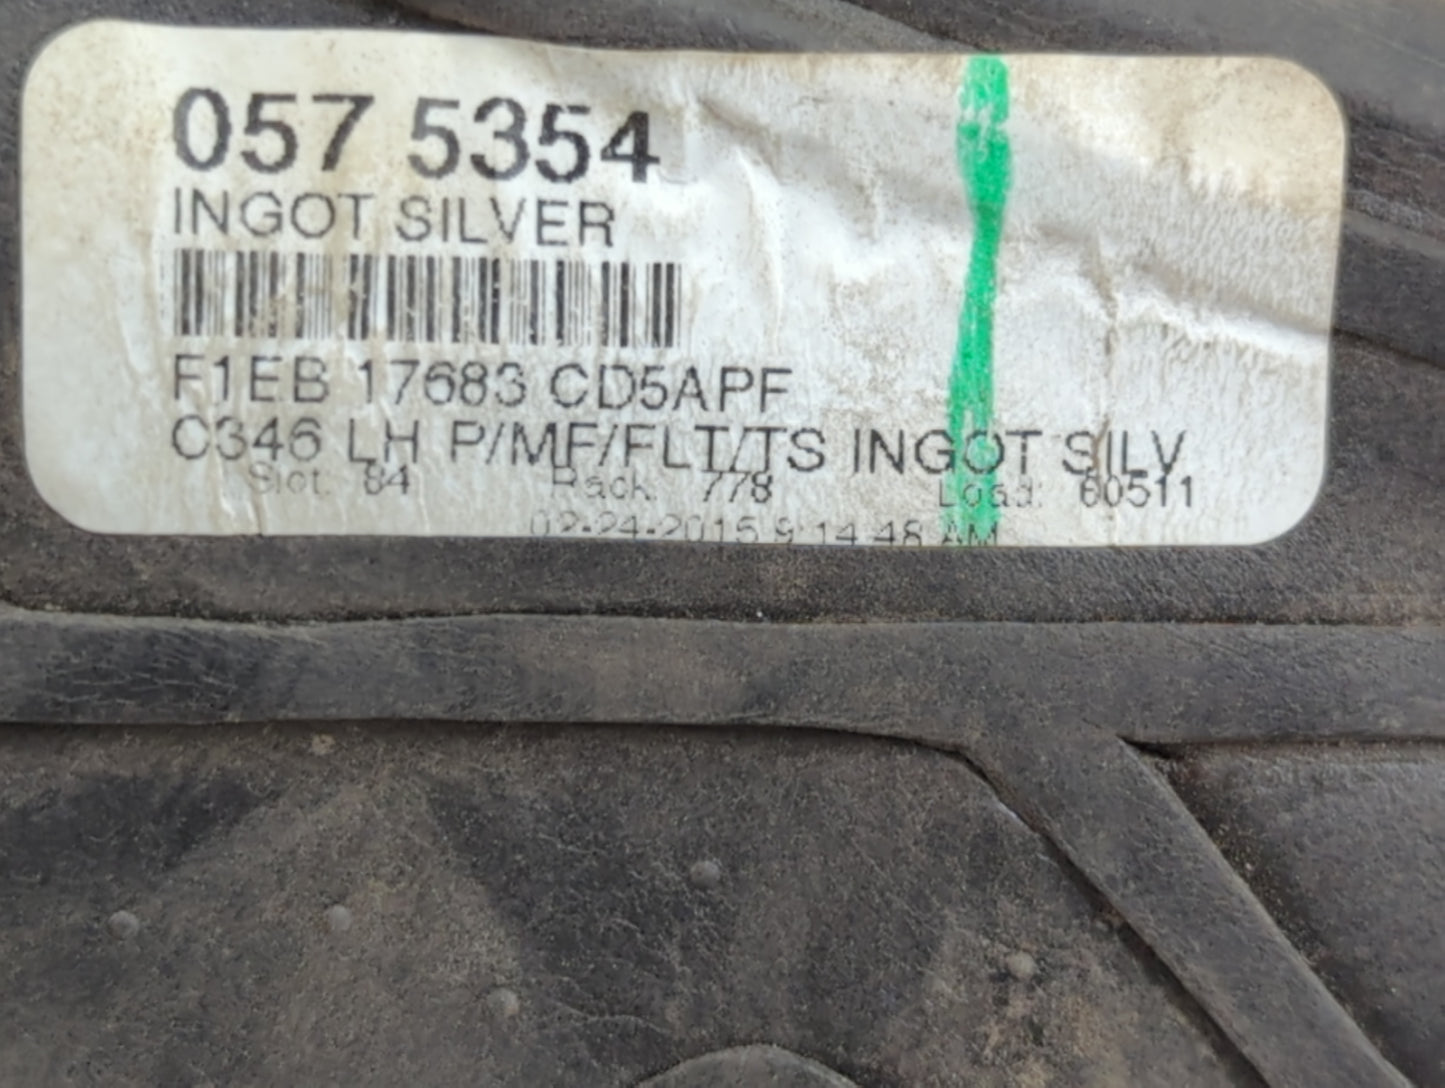 057 5354
INGOT SILVER
F1EB 17683 CD5APF
C346 LH P/MF/FLT/TS INGOT SILV
Slot: 84 Rack: 778 Load: 60511
02-24-2015 9:14:48 AM